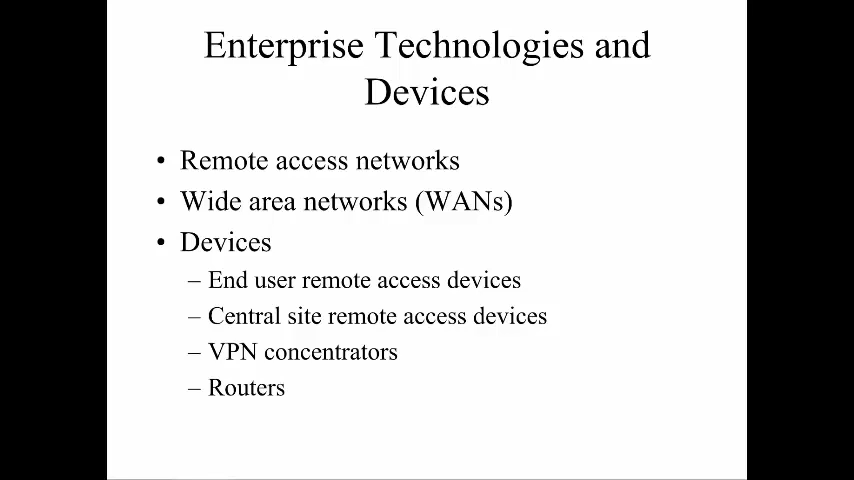 Enterprise Technologies and
Devices
• Remote access networks
• Wide area networks (WANs)
• Devices
– End user remote access devices
– Central site remote access devices
– VPN concentrators
– Routers